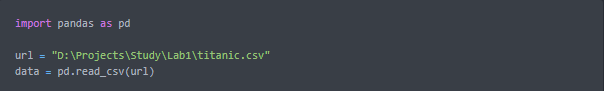 import pandas as pd
url = "D:\Projects\Study\Lab1\titanic.csv"
data = pd.read_csv(url)